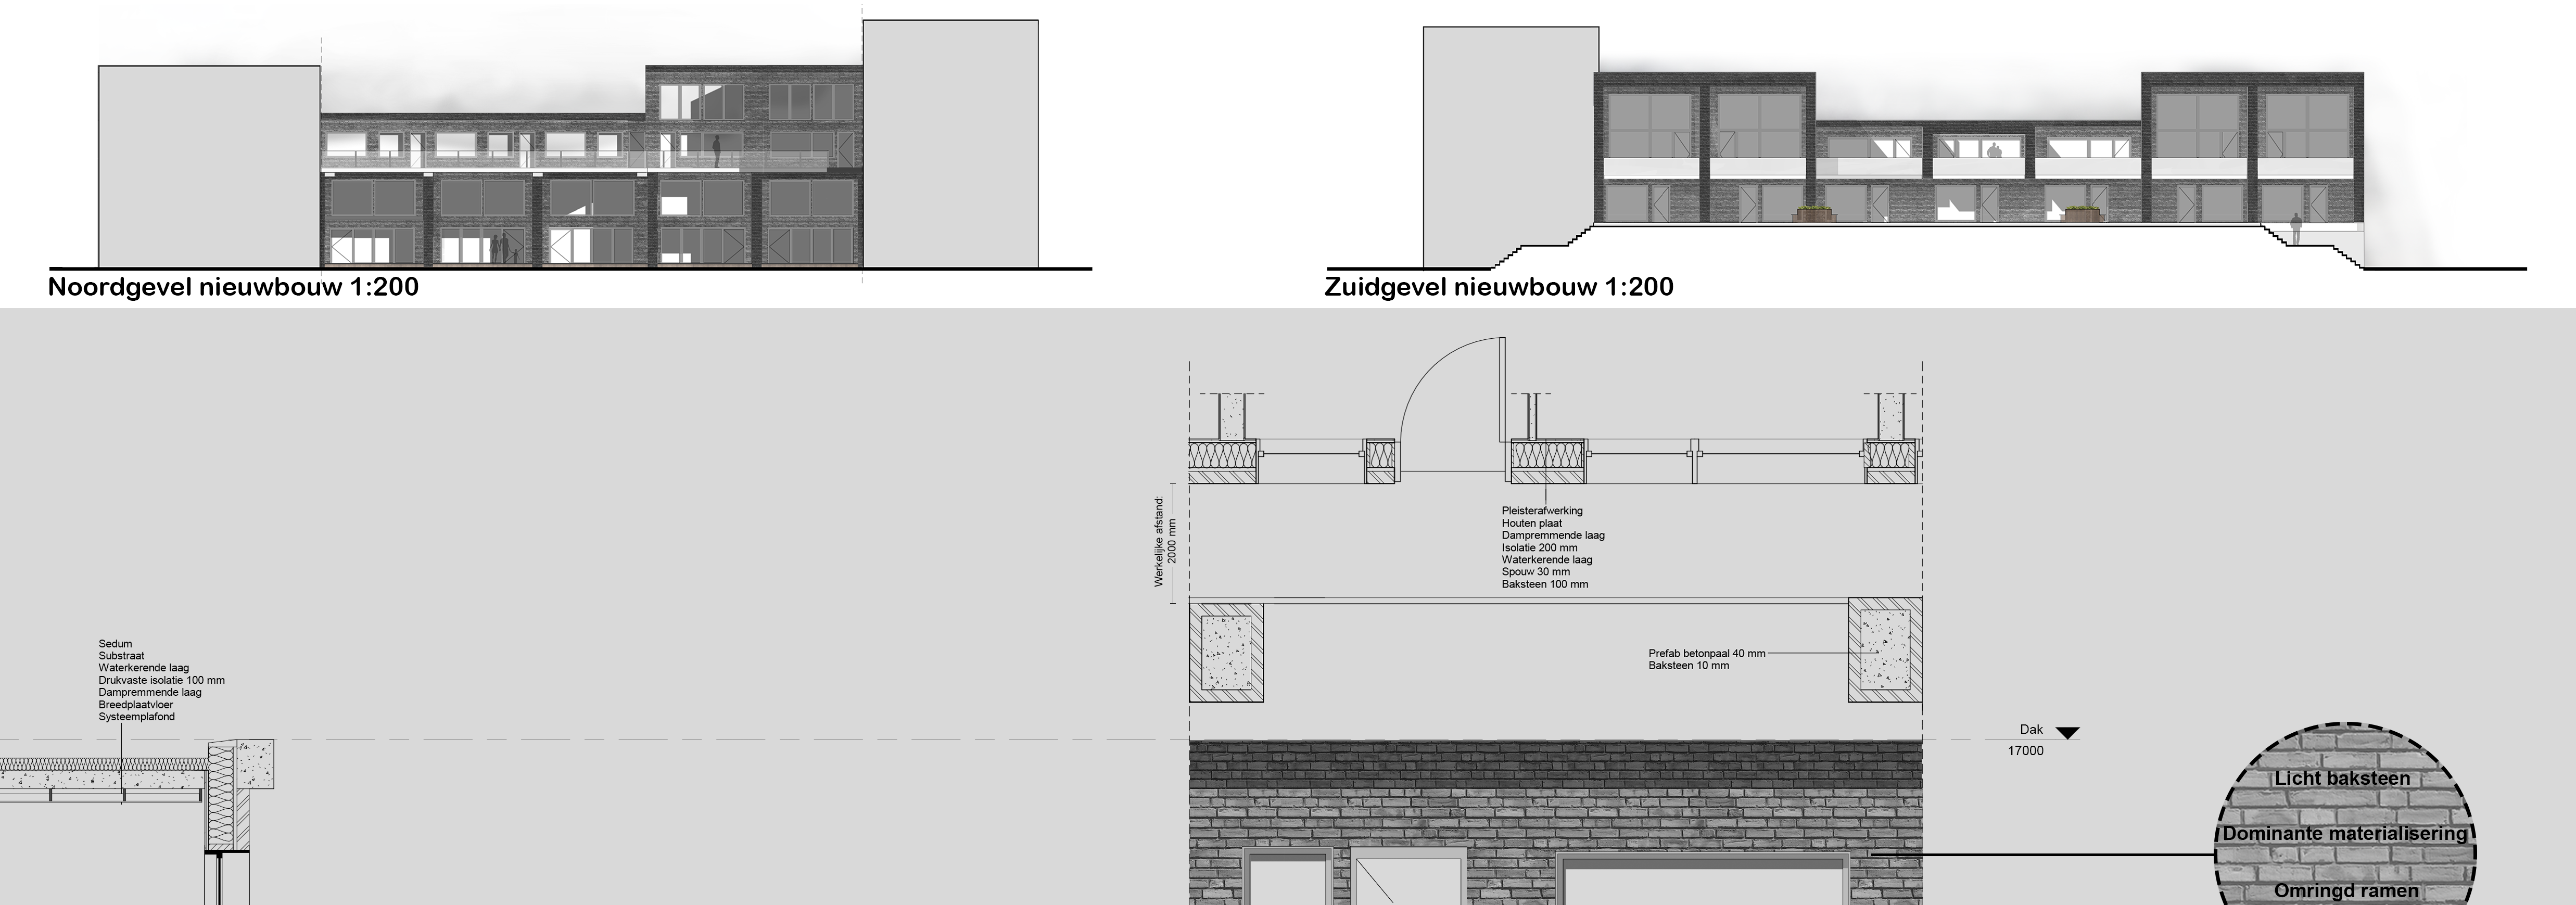 Noordgevel nieuwbouw 1:200
Zuidgevel nieuwbouw 1:200
Werkelijke afstand:
2000 mm
Pleisterafwerking
Houten plaat
Dampremmende laag
Isolatie 200 mm
Waterkerende laag
Spouw 30 mm
Baksteen 100 mm
Prefab betonpaal 40 mm
Baksteen 10 mm
Sedum
Substraat
Waterkerende laag
Drukvaste isolatie 100 mm
Dampremmende laag
Breedplaatvloer
Systeemplafond
Dak
17000
Licht baksteen
Dominante materialisering
Omringd ramen